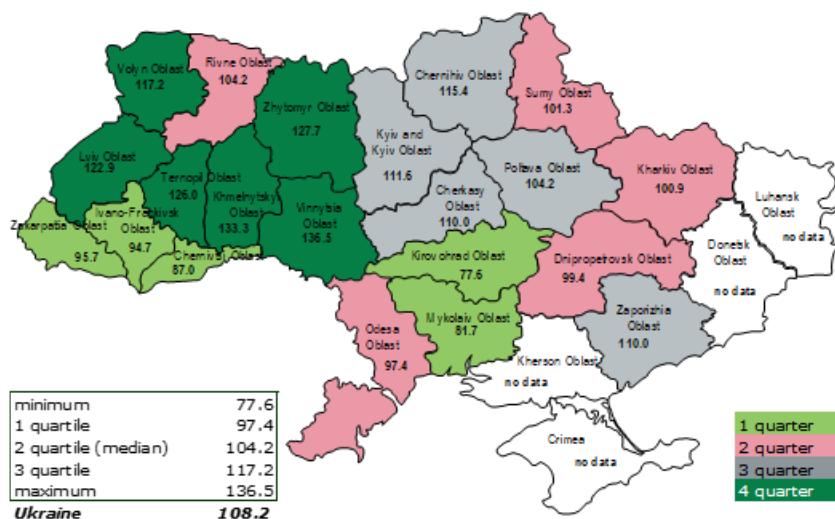 Volyn Oblast
117.2
Rivne Oblast
104.2
Zhytomyr Oblast
127.7
Chernihiv Oblast
115.4
Sumy Oblast
101.3
Kyiv and
Kyiv Oblast
111.6
Lviv Oblast
122.9
Ternopil Oblast
126.0
Khmelnytskyi Oblast
133.3
Vinnytsia
Oblast
136.5
Cherkasy
Oblast
110.0
Poltava Oblast
104.2
Kharkiv Oblast
100.9
Luhansk
Oblast
no data
Donetsk
Oblast
no data
Zakarpattia Oblast
95.7
Oblast
94.7
Chernivtsi Oblast
87.0
Kirovohrad Oblast
77.6
Dnipropetrovsk Oblast
99.4
Zaporizhia
Oblast
110.0
Mykolaiv Oblast
81.7
Odesa
Oblast
97.4
Kherson Oblast
no data
Crimea
no data
minimum 77.6
1 quartile 97.4
2 quartile (median) 104.2
3 quartile 117.2
maximum 136.5
Ukraine 108.2
1 quarter
2 quarter
3 quarter
4 quarter